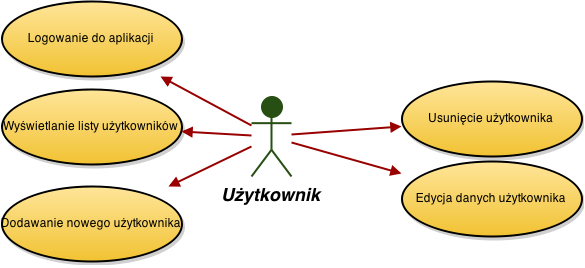 Logowanie do aplikacji
Wyświetlanie listy użytkowników
Dodawanie nowego użytkownika
Użytkownik
Usunięcie użytkownika
Edycja danych użytkownika